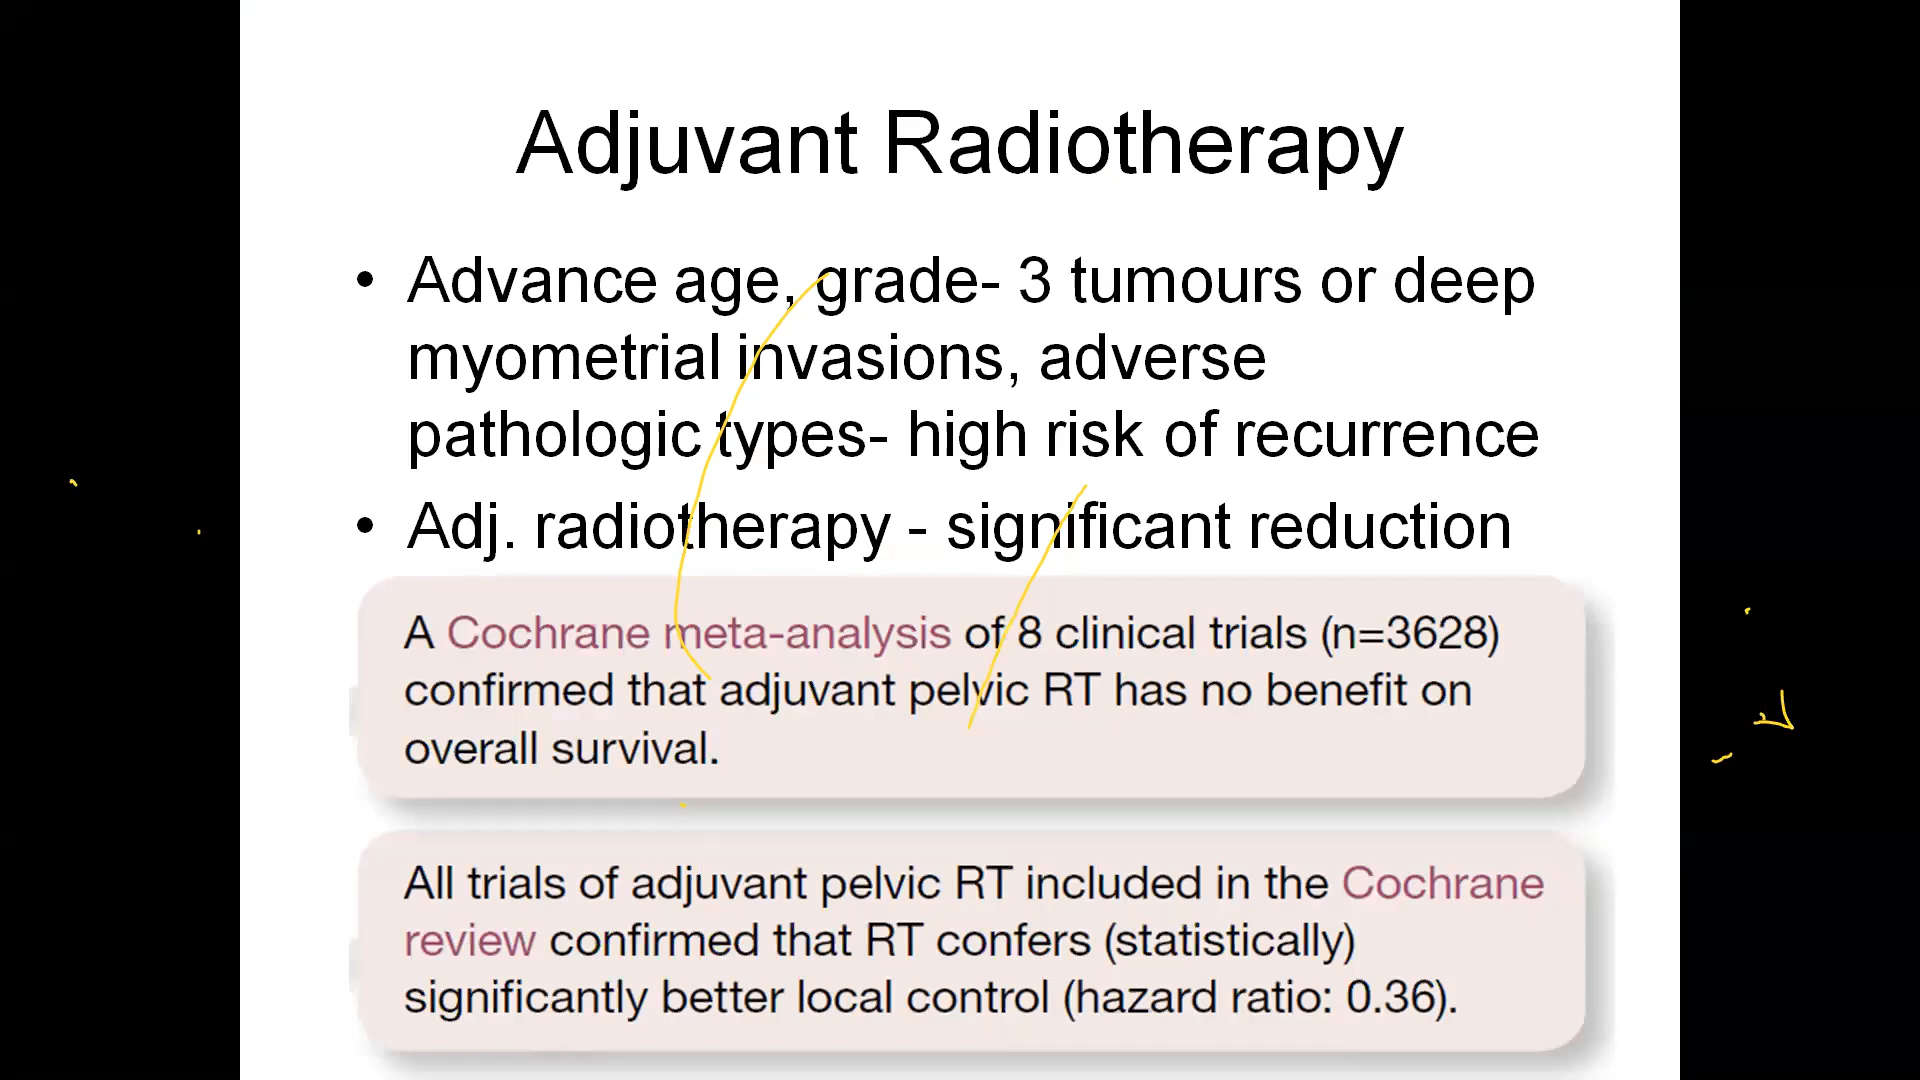 Adjuvant Radiotherapy
• Advance age, grade- 3 tumours or deep
myometrial invasions, adverse
pathologic types- high risk of recurrence
• Adj. radiotherapy - significant reduction
A Cochrane meta-analysis of 8 clinical trials (n=3628)
confirmed that adjuvant pelvic RT has no benefit on
overall survival.
All trials of adjuvant pelvic RT included in the Cochrane
review confirmed that RT confers (statistically)
significantly better local control (hazard ratio: 0.36).